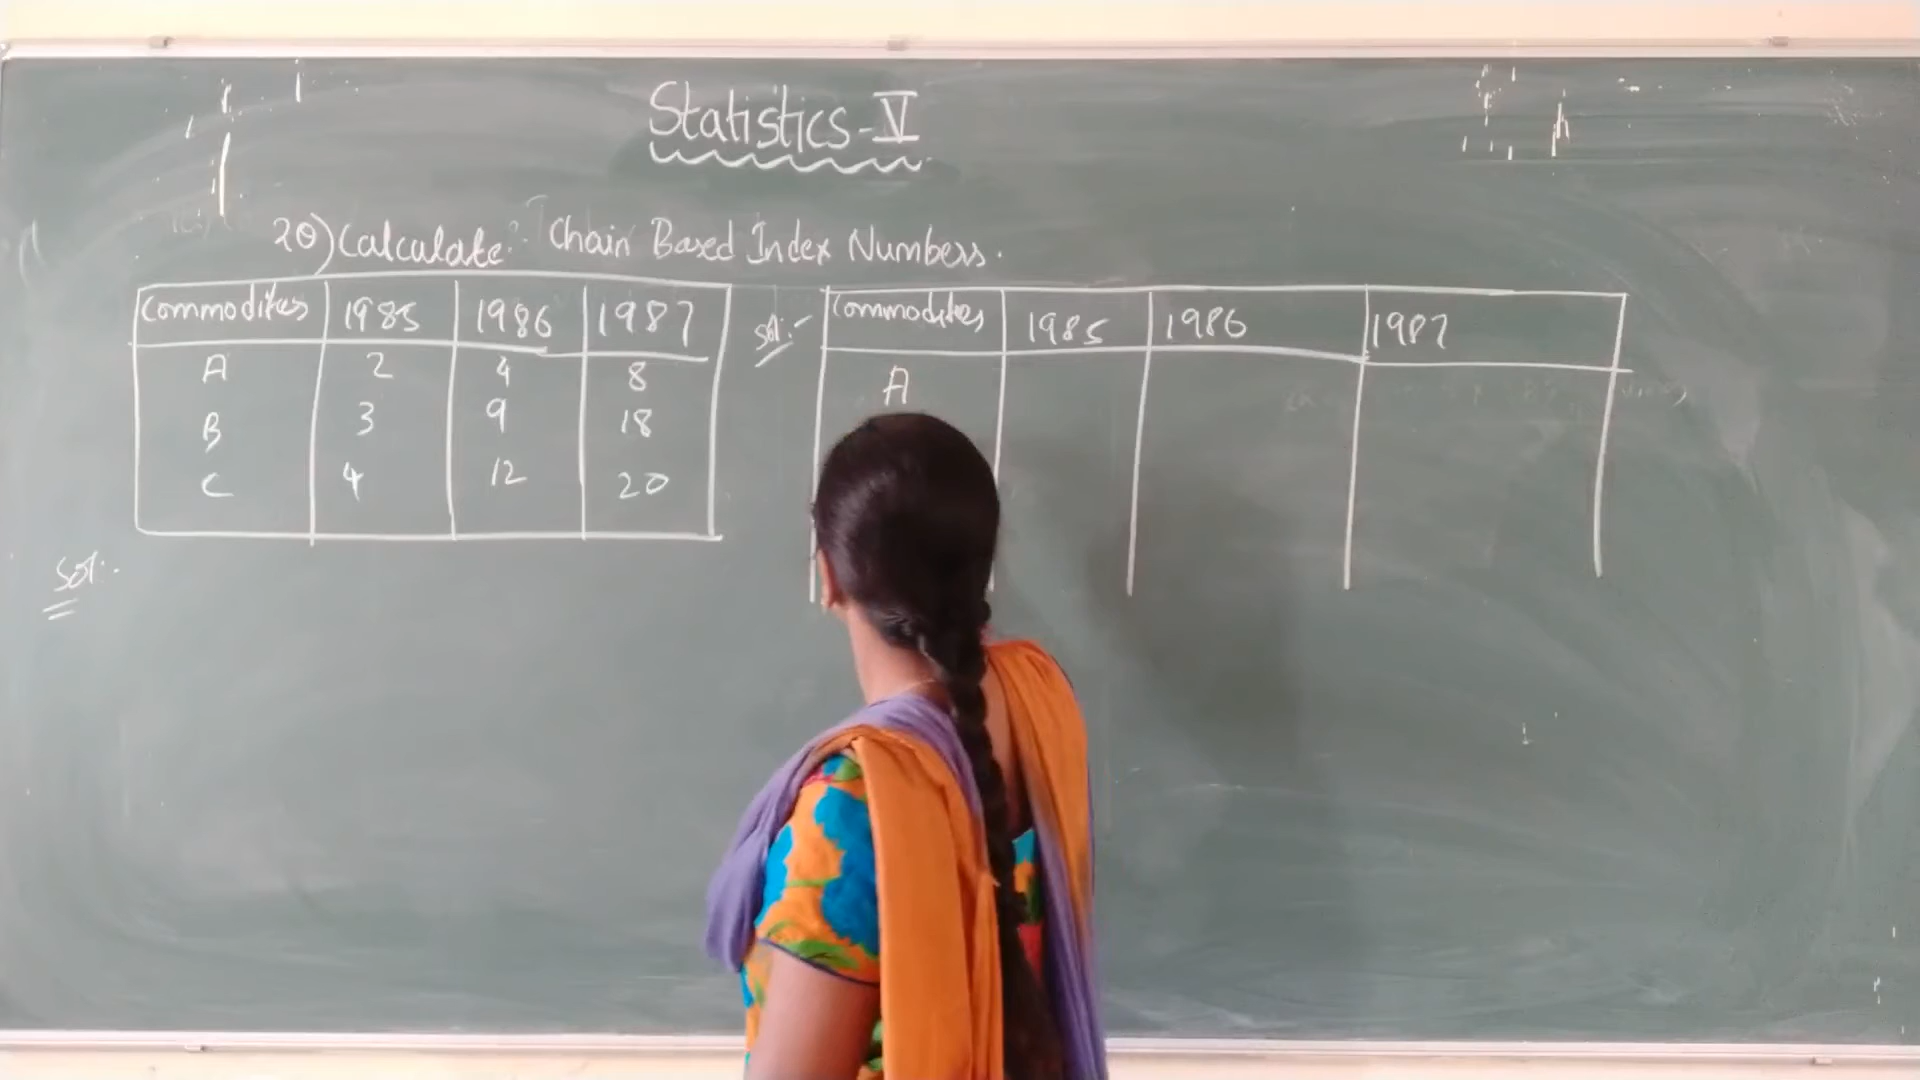 Statistics-V
20) Calculate Chain Based Index Numbers.
Commodities 1985 1986 1987
A 2 4 8
B 3 9 18
C 4 12 20
Sol:-
Sol:-
Commodities 1985 1986 1987
A